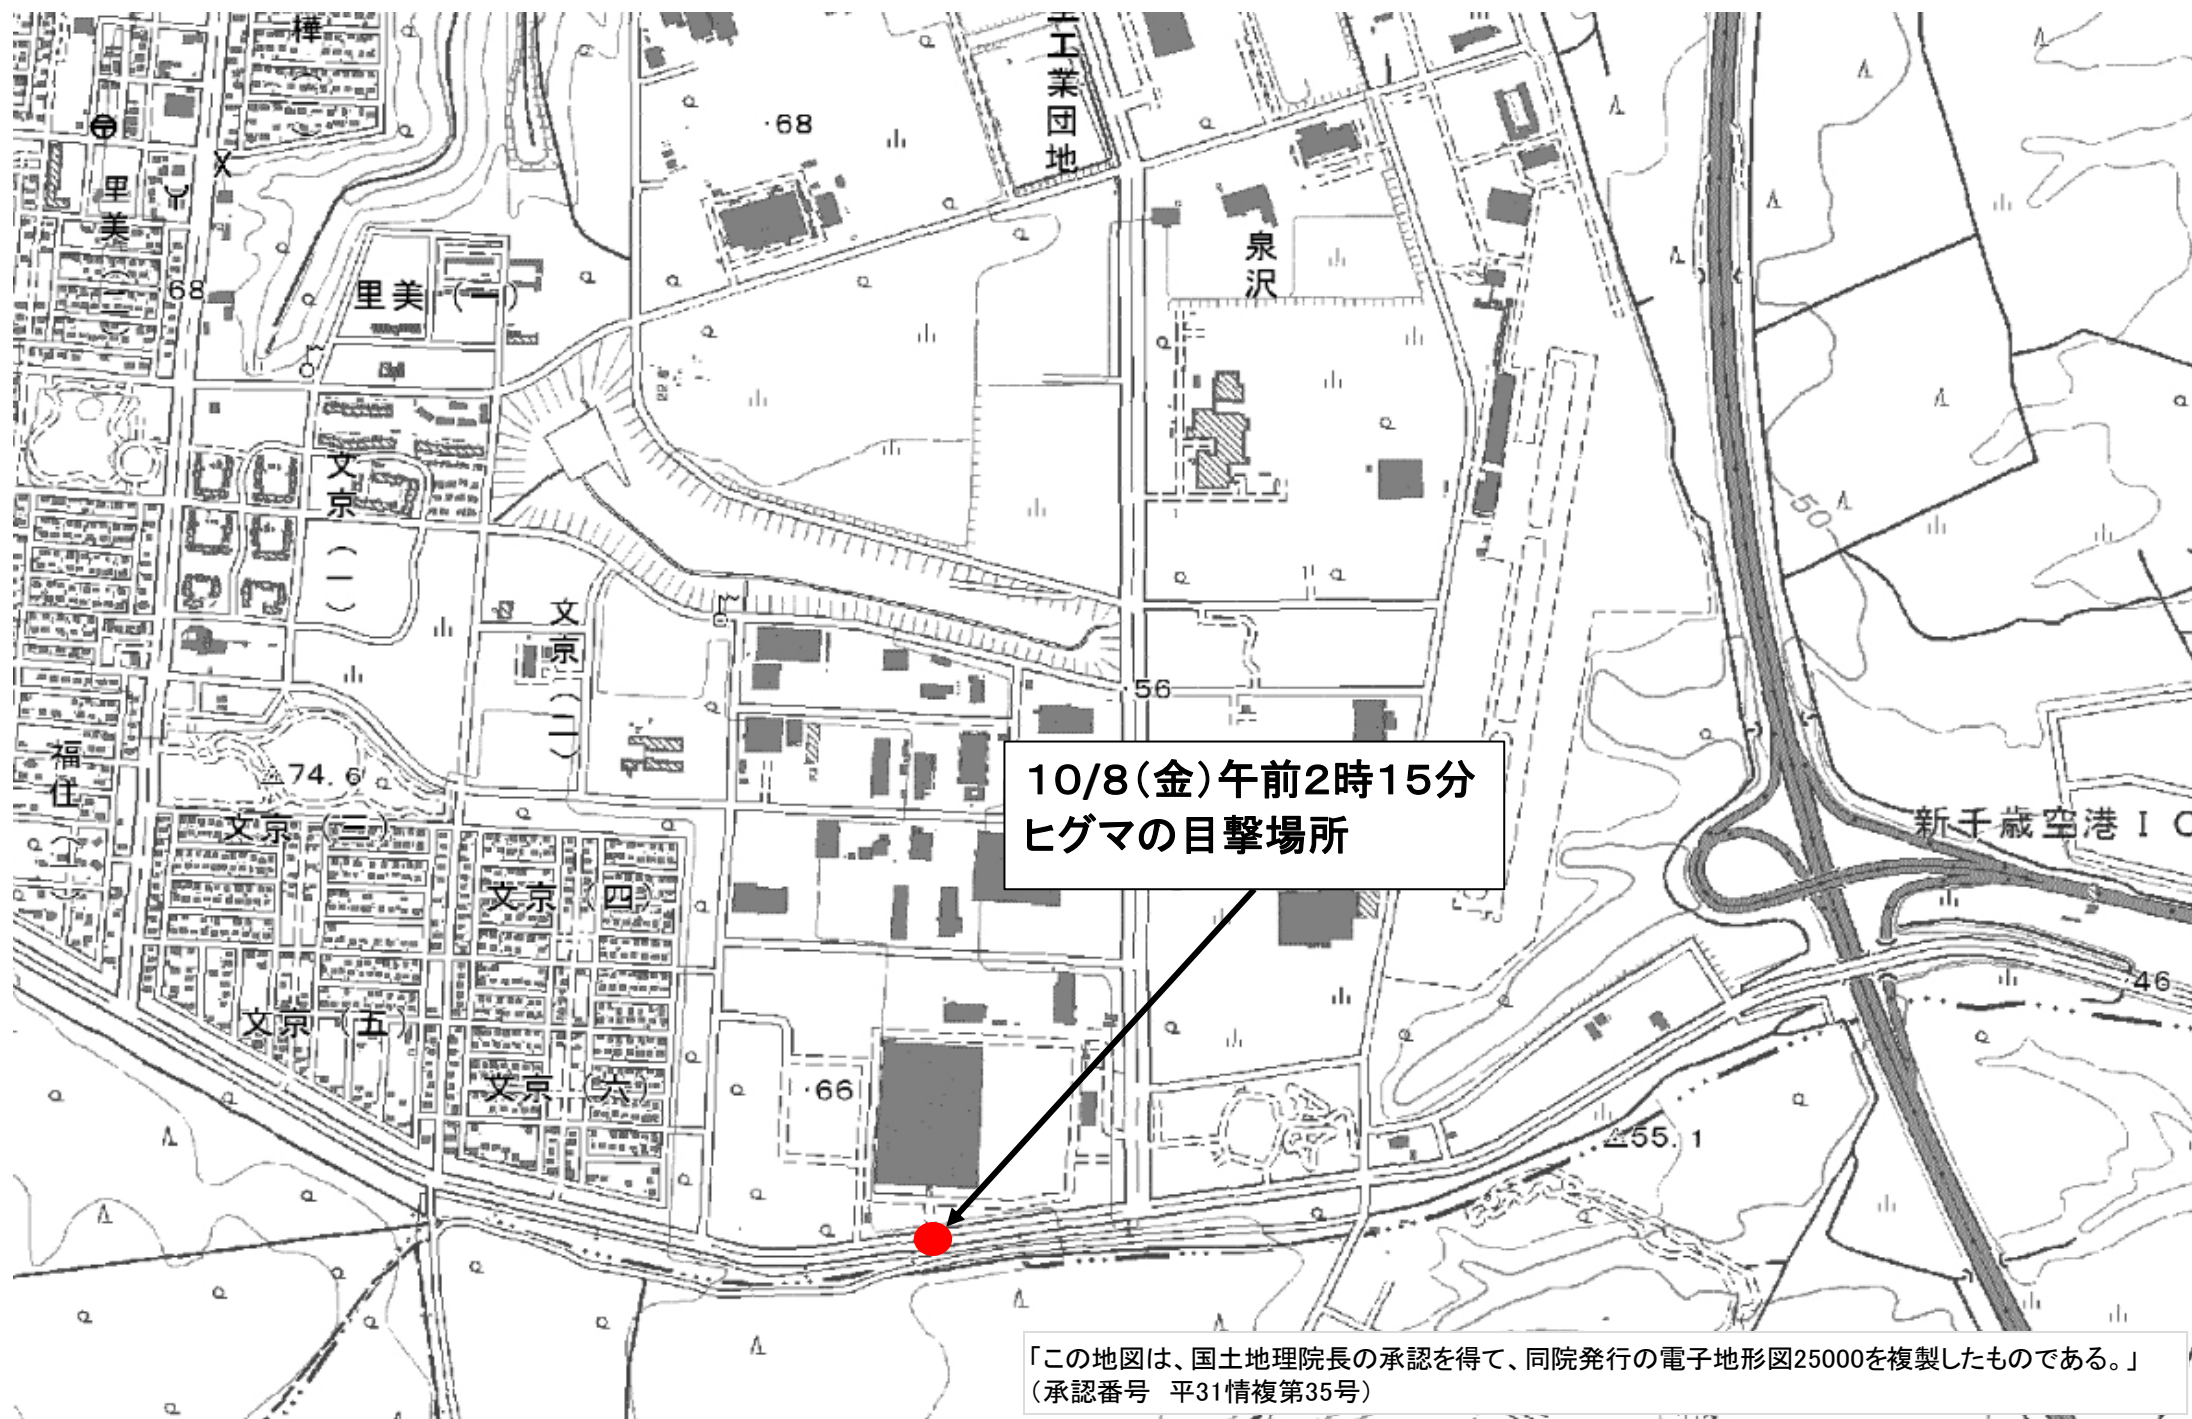 樺
工業団地
・68
里美（二）
68
里美（一）
泉沢
文京（一）
50
文京（二）
・56
福住（一）
△74.6
10/8（金）午前2時15分
ヒグマの目撃場所
新千歳空港ＩＣ
文京（三）
文京（四）
・46
文京（五）
文京（六）
・66
△55.1
「この地図は、国土地理院長の承認を得て、同院発行の電子地形図25000を複製したものである。」
（承認番号　平31情複第35号）